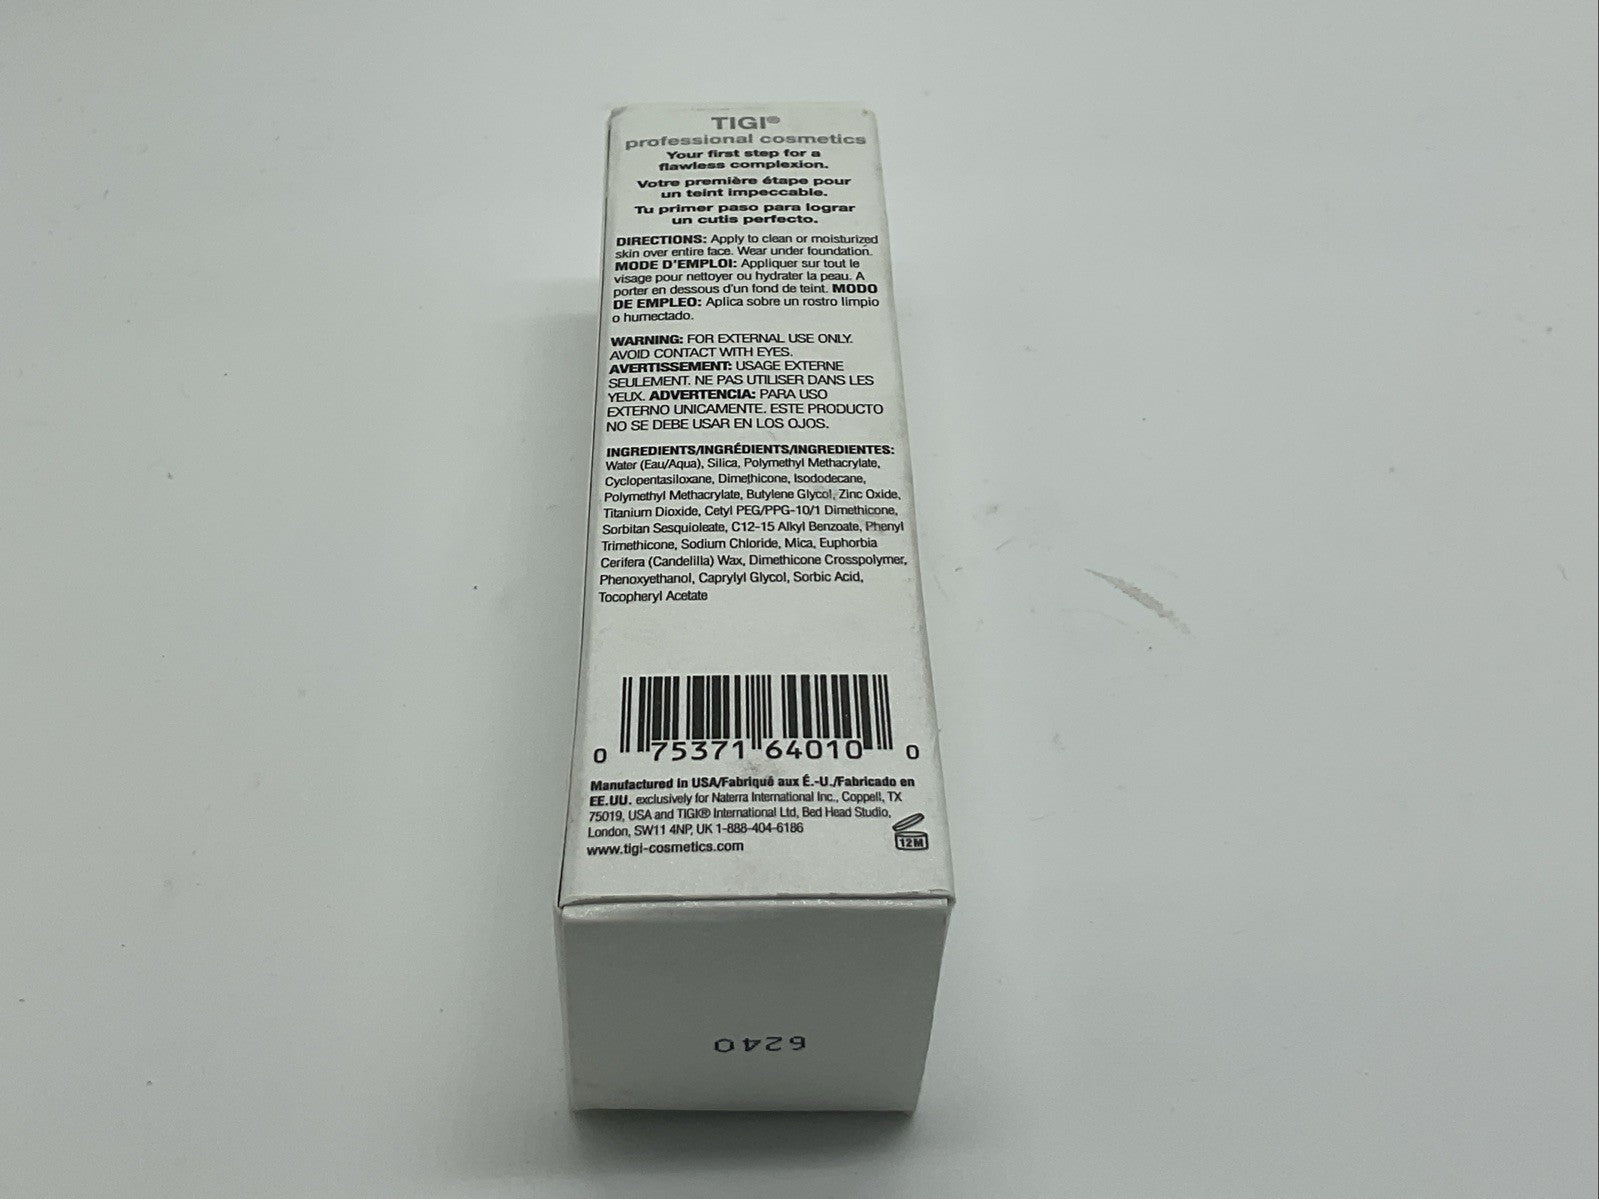 TIGI®
professional cosmetics
Your first step for a
flawless complexion.
Votre première étape pour
un teint impeccable.
Tu primer paso para lograr
un cutis perfecto.
DIRECTIONS: Apply to clean or moisturized
skin over entire face. Wear under foundation.
MODE D'EMPLOI: Appliquer sur tout le
visage pour nettoyer ou hydrater la peau. A
porter en dessous d'un fond de teint. MODO
DE EMPLEO: Aplica sobre un rostro limpio
o humectado.
WARNING: FOR EXTERNAL USE ONLY.
AVOID CONTACT WITH EYES.
AVERTISSEMENT: USAGE EXTERNE
SEULEMENT. NE PAS UTILISER DANS LES
YEUX. ADVERTENCIA: PARA USO
EXTERNO UNICAMENTE. ESTE PRODUCTO
NO SE DEBE USAR EN LOS OJOS.
INGREDIENTS/INGRÉDIENTS/INGREDIENTES:
Water (Eau/Aqua), Silica, Polymethyl Methacrylate,
Cyclopentasiloxane, Dimethicone, Isododecane,
Polymethyl Methacrylate, Butylene Glycol, Zinc Oxide,
Titanium Dioxide, Cetyl PEG/PPG-10/1 Dimethicone,
Sorbitan Sesquioleate, C12-15 Alkyl Benzoate, Phenyl
Trimethicone, Sodium Chloride, Mica, Euphorbia
Cerifera (Candelilla) Wax, Dimethicone Crosspolymer,
Phenoxyethanol, Caprylyl Glycol, Sorbic Acid,
Tocopheryl Acetate
0 75371 64010 0
Manufactured in USA/Fabriqué aux É.-U./Fabricado en
EE.UU. exclusively for Naterra International Inc., Coppell, TX
75019, USA and TIGI® International Ltd, Bed Head Studio,
London, SW11 4NP, UK 1-888-404-6186
www.tigi-cosmetics.com
12M
6240